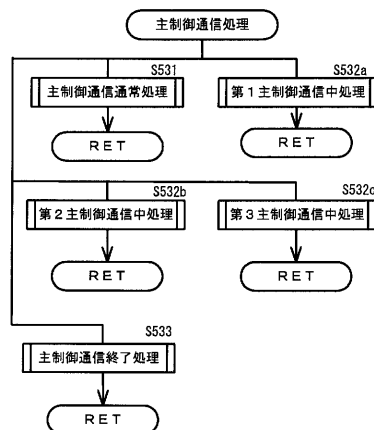 主制御通信処理
S531
主制御通信通常処理
RET
S532a
第1主制御通信中処理
RET
S532b
第2主制御通信中処理
RET
S532c
第3主制御通信中処理
RET
S533
主制御通信終了処理
RET